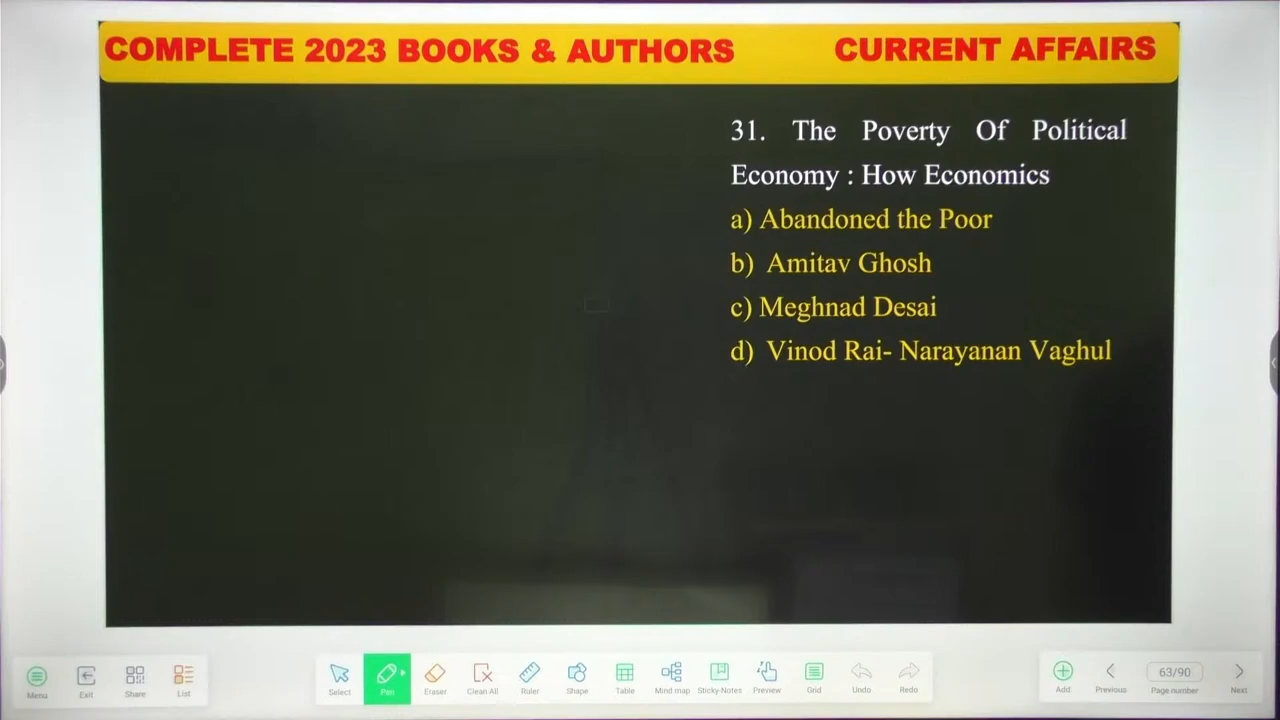 COMPLETE 2023 BOOKS & AUTHORS CURRENT AFFAIRS
31. The Poverty Of Political
Economy : How Economics
a) Abandoned the Poor
b) Amitav Ghosh
c) Meghnad Desai
d) Vinod Rai- Narayanan Vaghul
Menu Exit Share List Select Pen Eraser Clean All Ruler Shape Table Mind map Sticky-Notes Preview Grid Undo Redo Add Previous 63/90 Page number Next